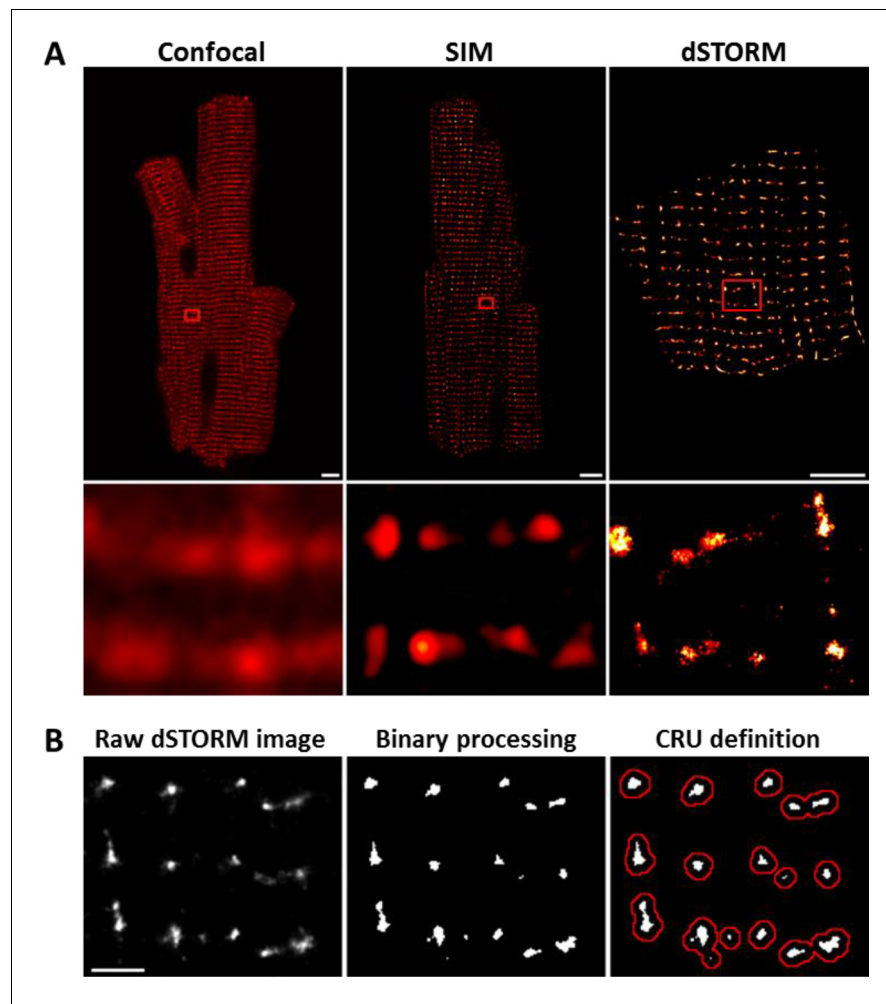 A
Confocal SIM dSTORM
B
Raw dSTORM image Binary processing CRU definition